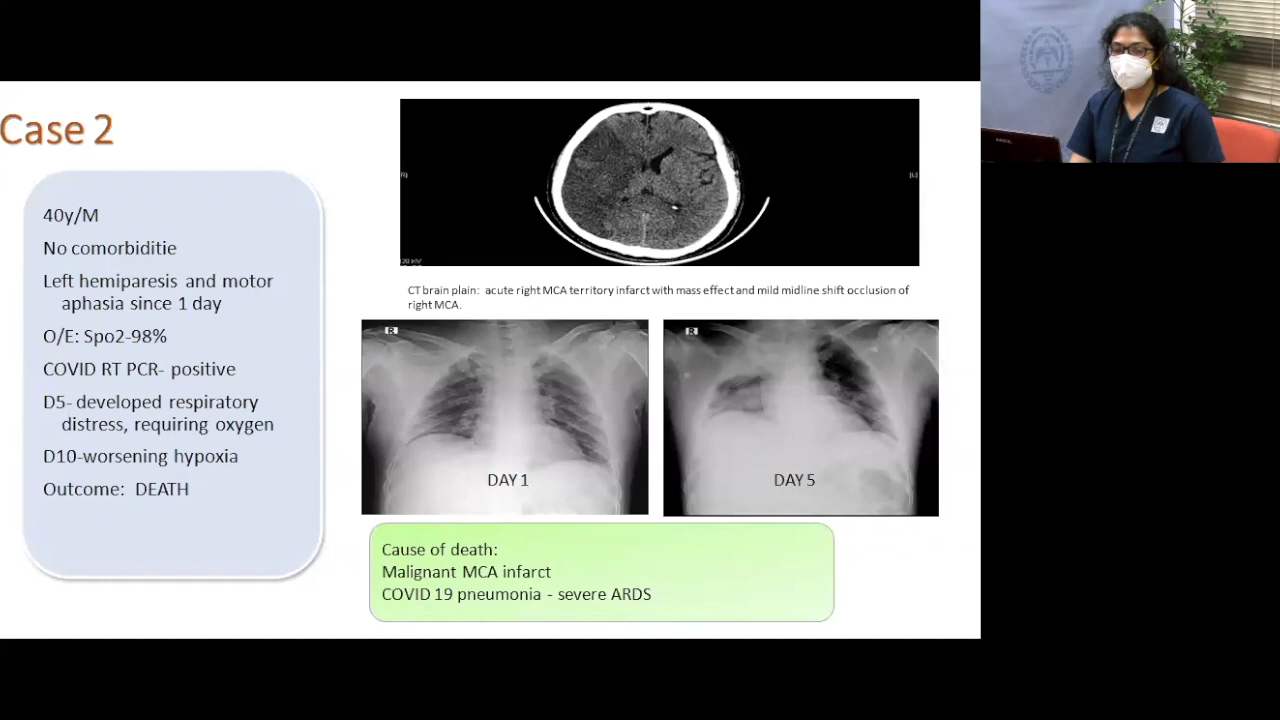 Case 2
40y/M
No comorbiditie
Left hemiparesis and motor
aphasia since 1 day
O/E: Spo2-98%
COVID RT PCR- positive
D5- developed respiratory
distress, requiring oxygen
D10-worsening hypoxia
Outcome: DEATH
[L]
CT brain plain: acute right MCA territory infarct with mass effect and mild midline shift occlusion of
right MCA.
R
DAY 1
R
DAY 5
Cause of death:
Malignant MCA infarct
COVID 19 pneumonia - severe ARDS